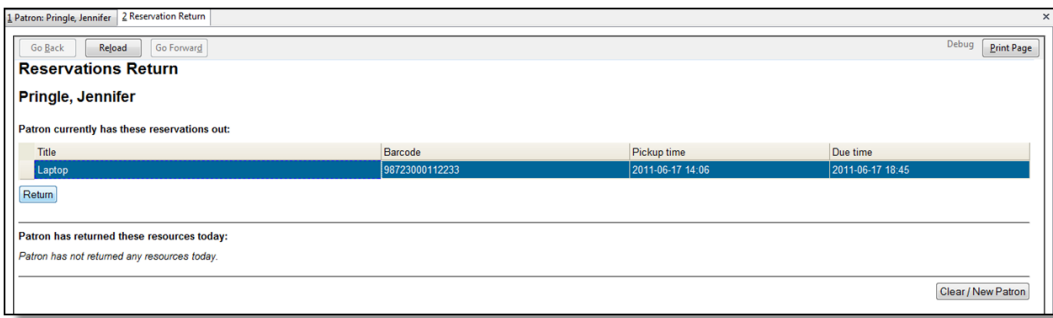 1 Patron: Pringle, Jennifer 2 Reservation Return ×
Go Back Reload Go Forward Debug Print Page
Reservations Return
Pringle, Jennifer
Patron currently has these reservations out:
Title Barcode Pickup time Due time
Laptop 98723000112233 2011-06-17 14:06 2011-06-17 18:45
Return
Patron has returned these resources today:
Patron has not returned any resources today.
Clear / New Patron